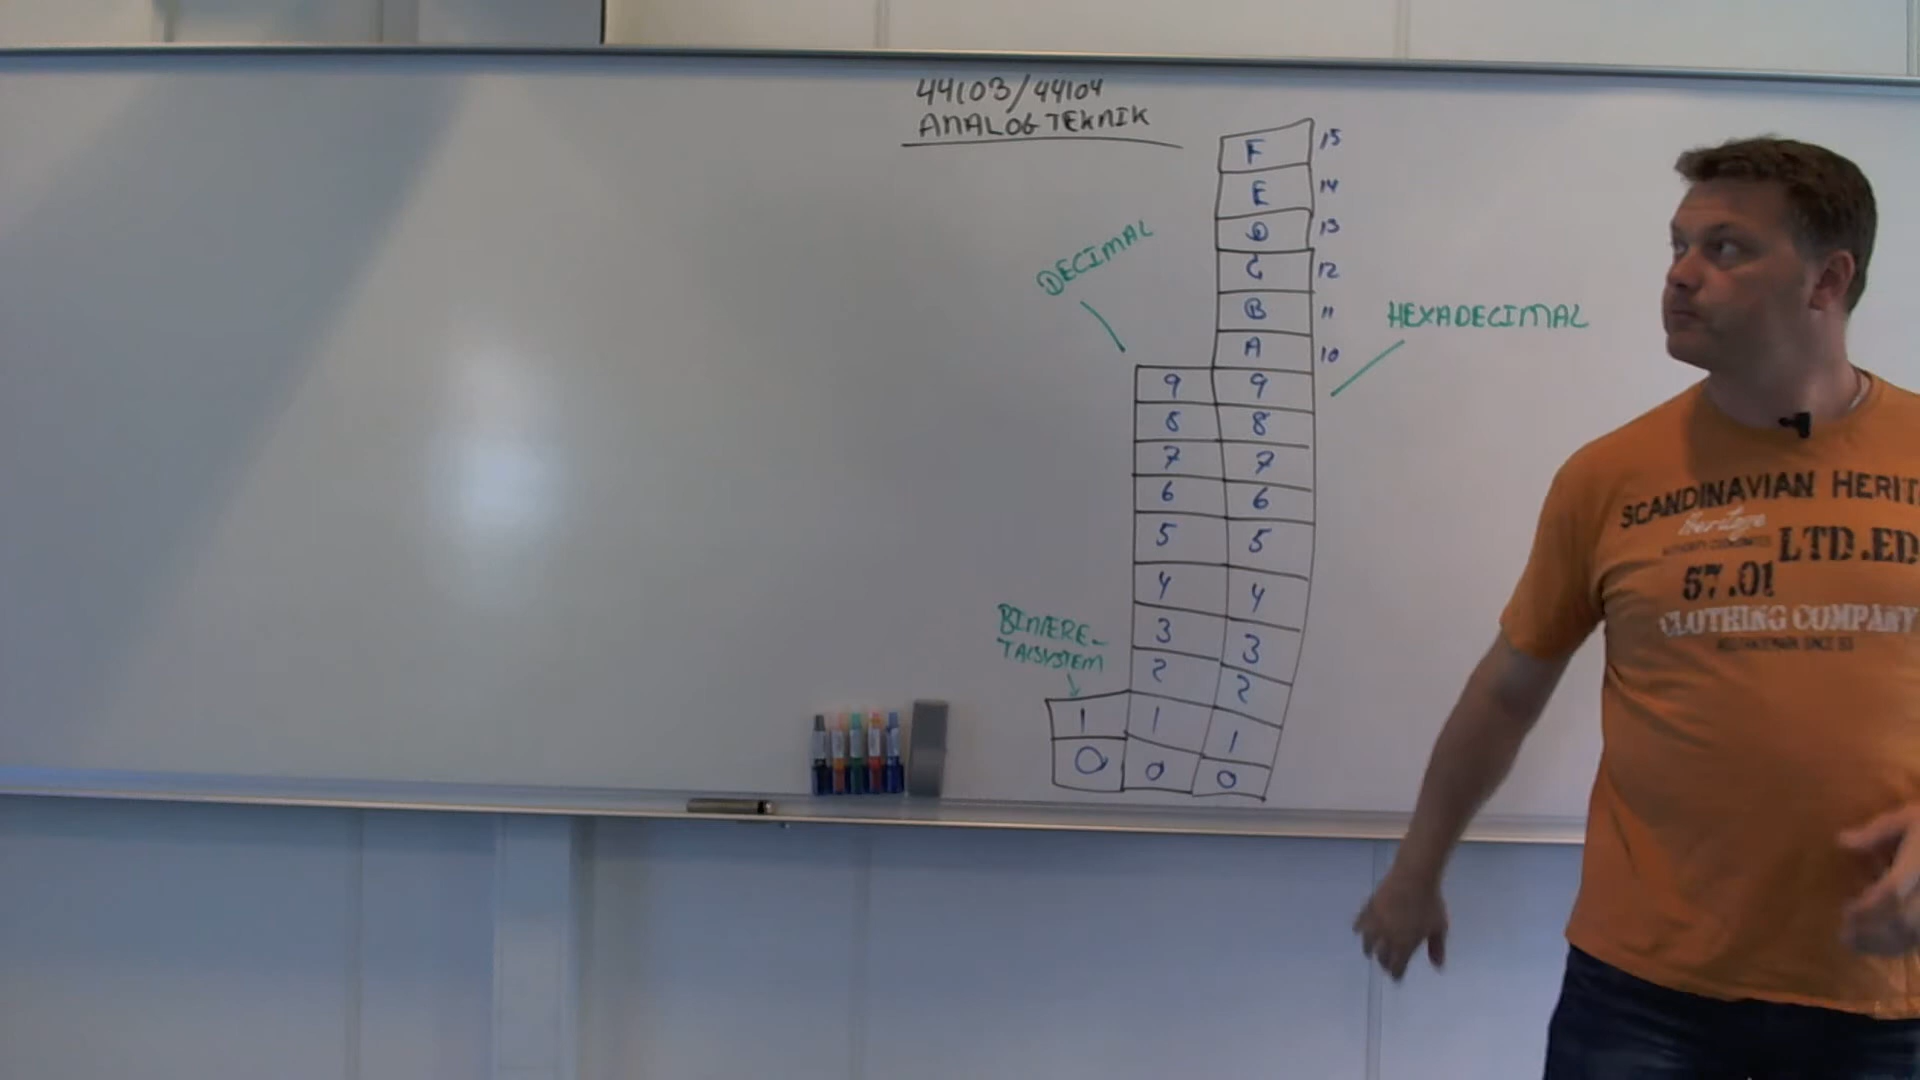 44103/44104
ANALOGTEKNIK
F 15
E 14
D 13
C 12
B 11
A 10
DECIMAL
HEXADECIMAL
9 9
8 8
7 7
6 6
5 5
4 4
3 3
2 2
1 1 1
0 0 0
BINÆRE-
TALSYSTEM
SCANDINAVIAN HERIT
Heritage
LTD.ED
67.01
CLOTHING COMPANY